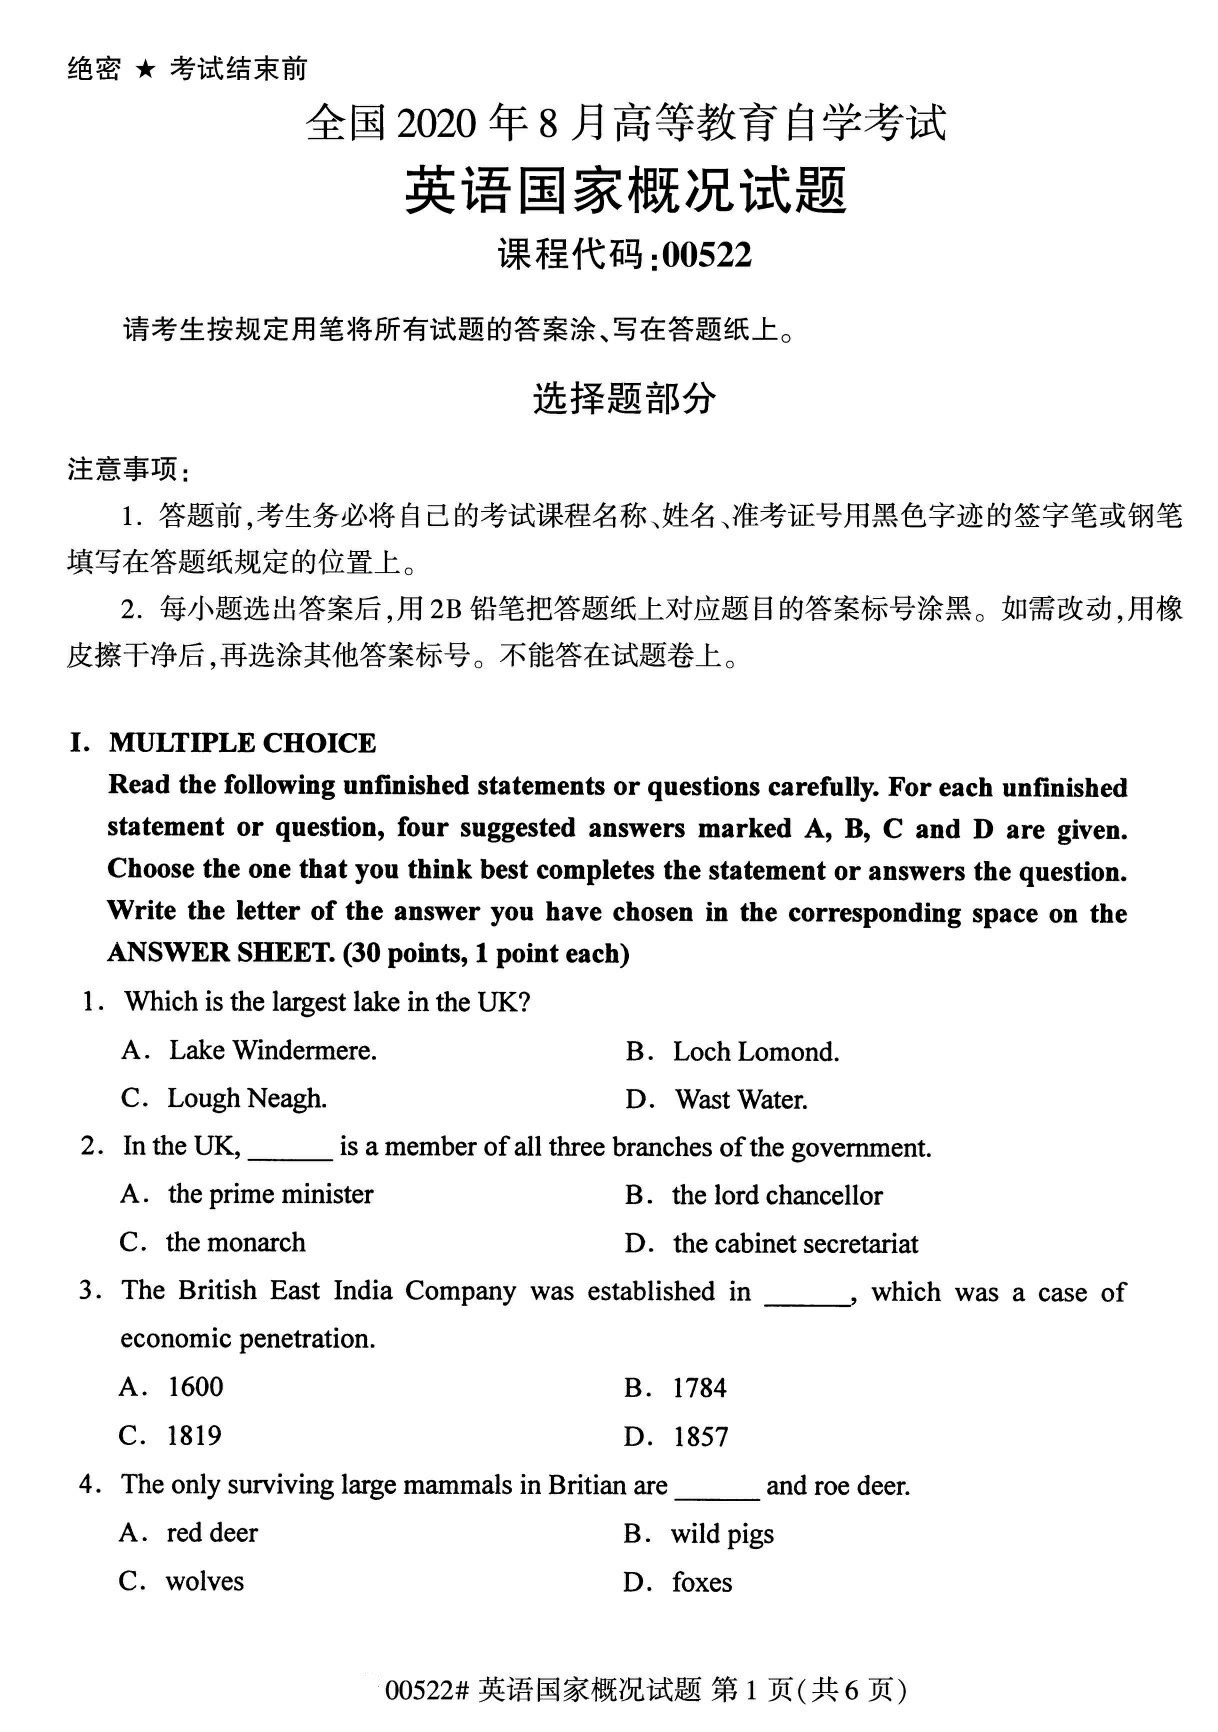 绝密 ★ 考试结束前
全国 2020 年 8 月高等教育自学考试
英语国家概况试题
课程代码:00522
请考生按规定用笔将所有试题的答案涂、写在答题纸上。
选择题部分
注意事项:
1. 答题前,考生务必将自己的考试课程名称、姓名、准考证号用黑色字迹的签字笔或钢笔
填写在答题纸规定的位置上。
2. 每小题选出答案后,用 2B 铅笔把答题纸上对应题目的答案标号涂黑。如需改动,用橡
皮擦干净后,再选涂其他答案标号。不能答在试题卷上。
I. MULTIPLE CHOICE
Read the following unfinished statements or questions carefully. For each unfinished
statement or question, four suggested answers marked A, B, C and D are given.
Choose the one that you think best completes the statement or answers the question.
Write the letter of the answer you have chosen in the corresponding space on the
ANSWER SHEET. (30 points, 1 point each)
1. Which is the largest lake in the UK?
A. Lake Windermere. B. Loch Lomond.
C. Lough Neagh. D. Wast Water.
2. In the UK, ______ is a member of all three branches of the government.
A. the prime minister B. the lord chancellor
C. the monarch D. the cabinet secretariat
3. The British East India Company was established in ______, which was a case of
economic penetration.
A. 1600 B. 1784
C. 1819 D. 1857
4. The only surviving large mammals in Britian are ______ and roe deer.
A. red deer B. wild pigs
C. wolves D. foxes
00522# 英语国家概况试题 第 1 页(共 6 页)